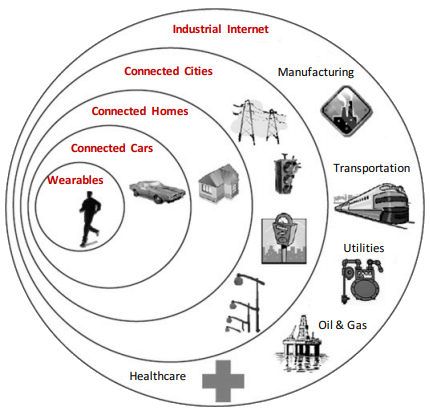 Industrial Internet
Connected Cities
Manufacturing
Connected Homes
Connected Cars
Transportation
Wearables
Utilities
Oil & Gas
Healthcare